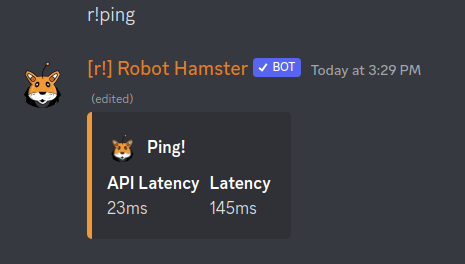 r!ping
[r!] Robot Hamster ✓ BOT Today at 3:29 PM
(edited)
Ping!
API Latency Latency
23ms 145ms